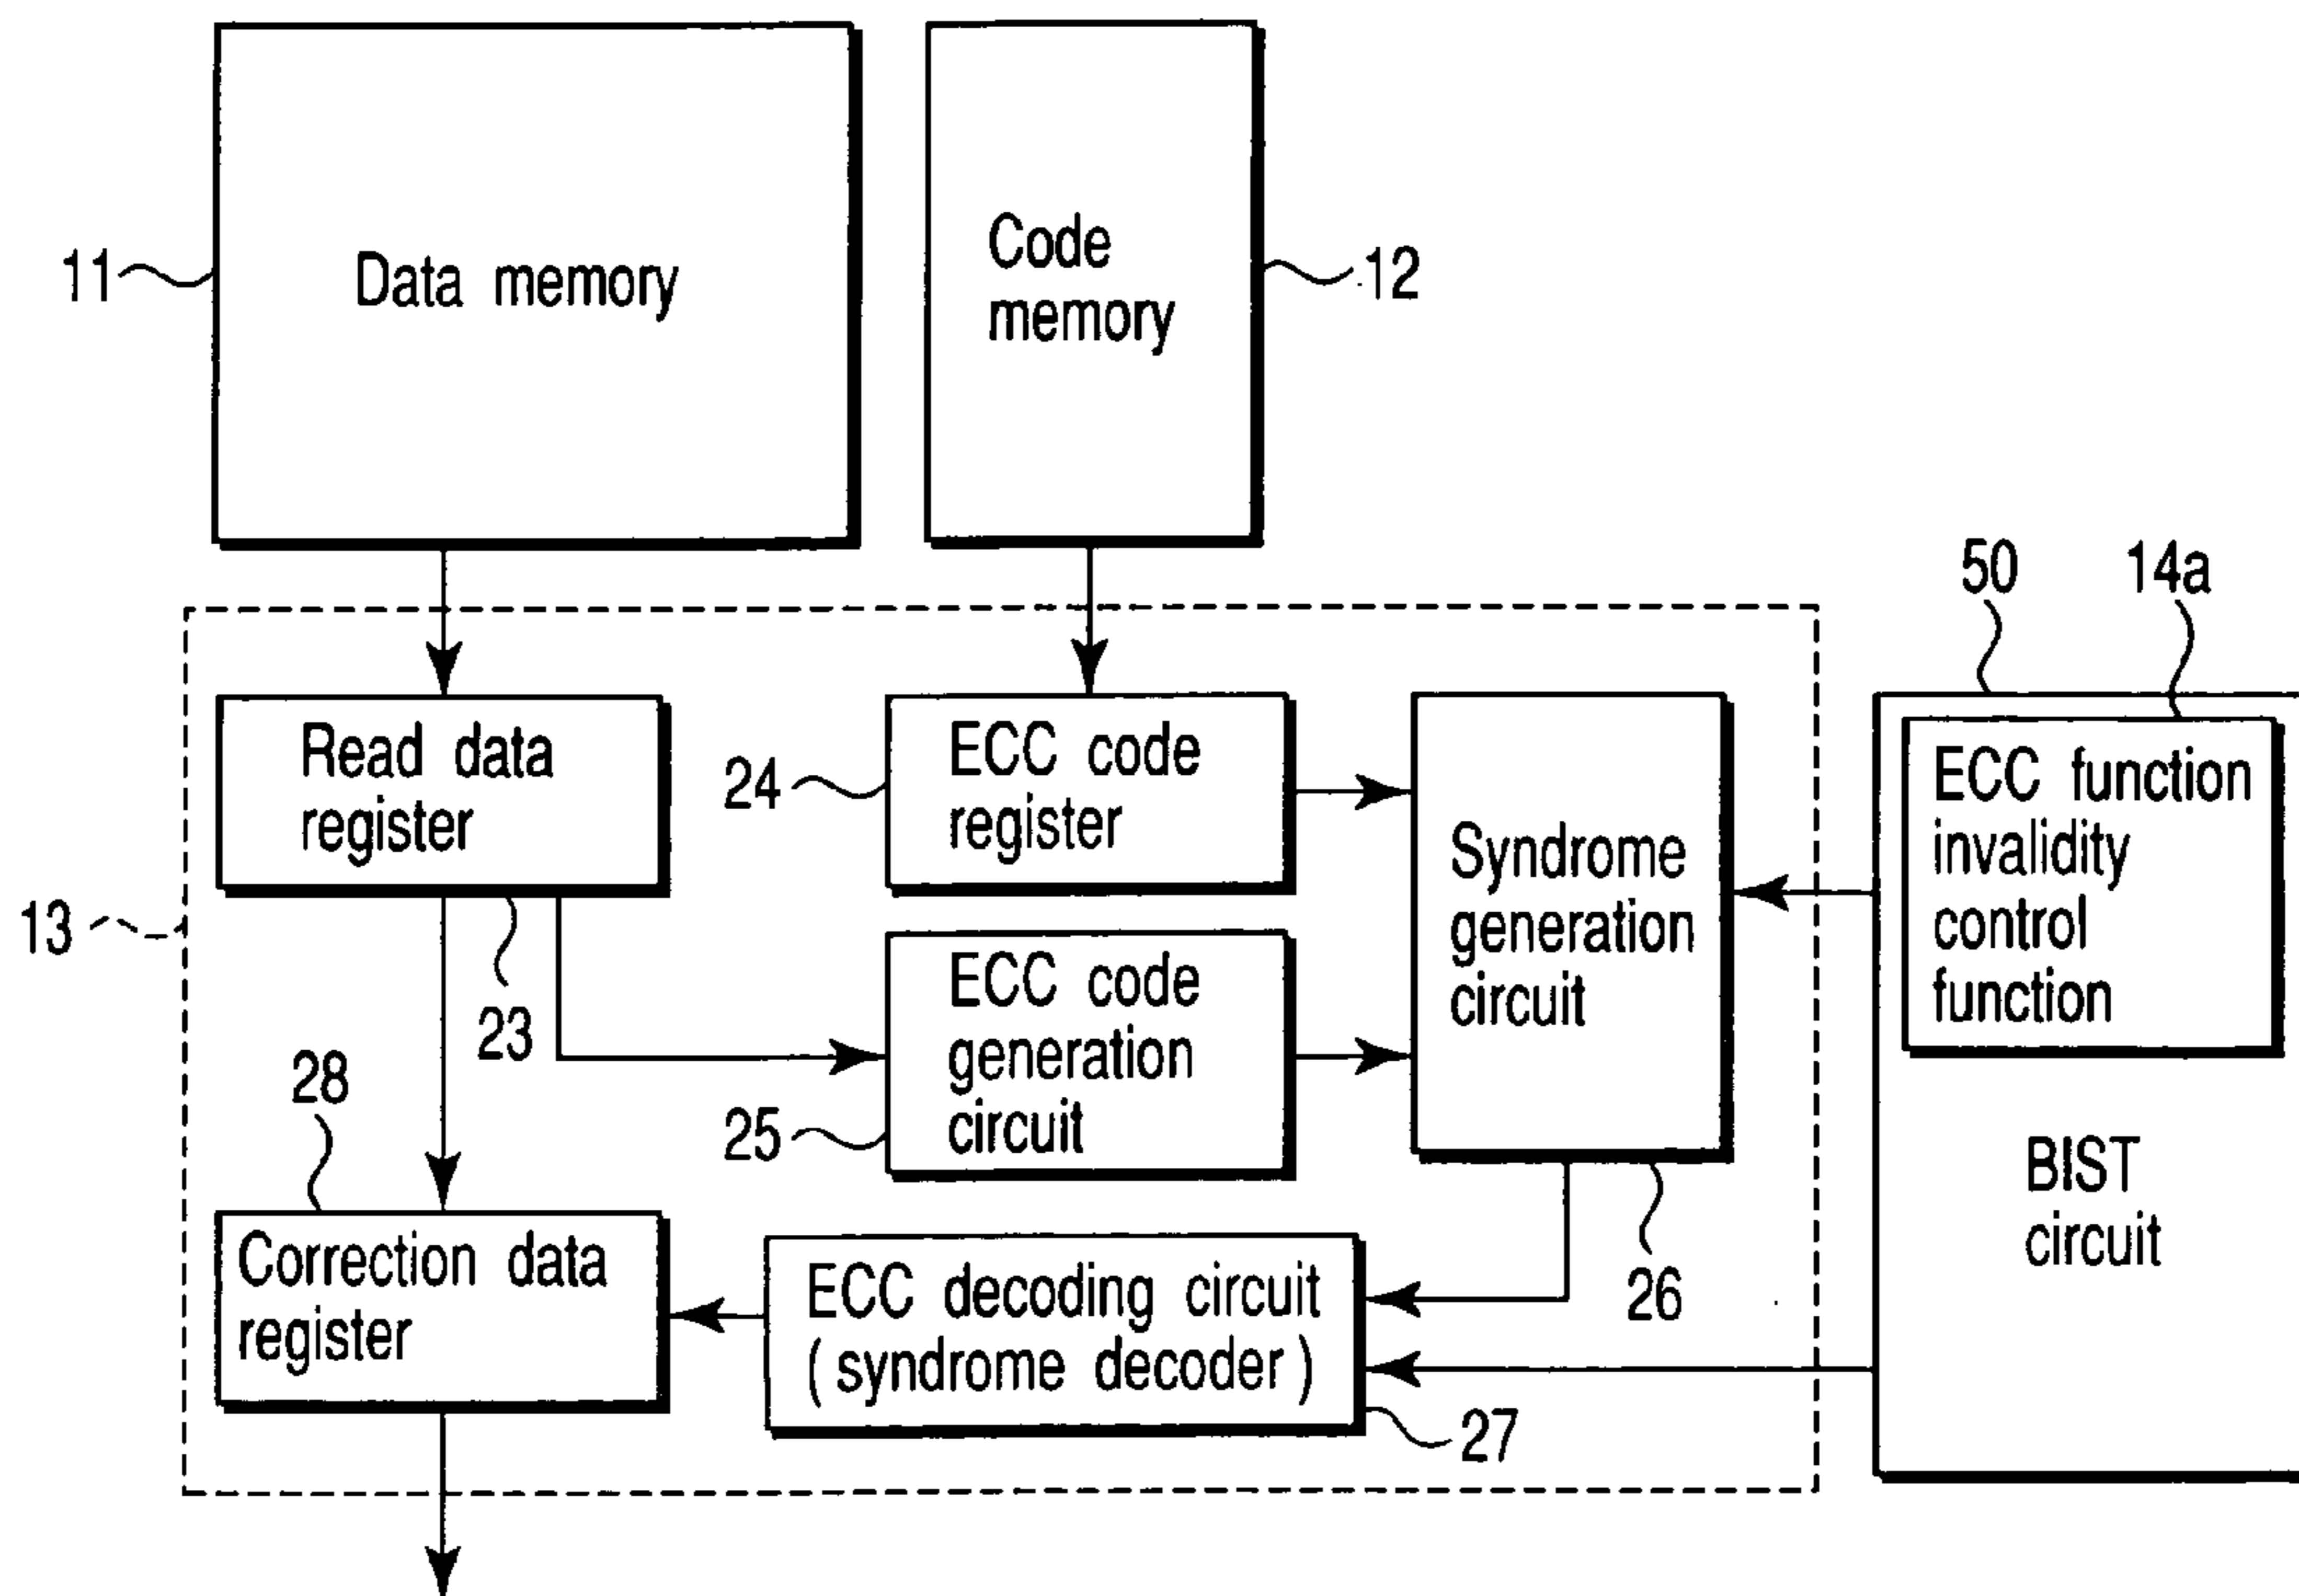 11
Data memory
Code
memory
12
50
14a
Read data
register
23
24
ECC code
register
ECC function
invalidity
control
function
Syndrome
generation
circuit
13
ECC code
generation
circuit
25
28
26
BIST
circuit
Correction data
register
ECC decoding circuit
( syndrome decoder )
27